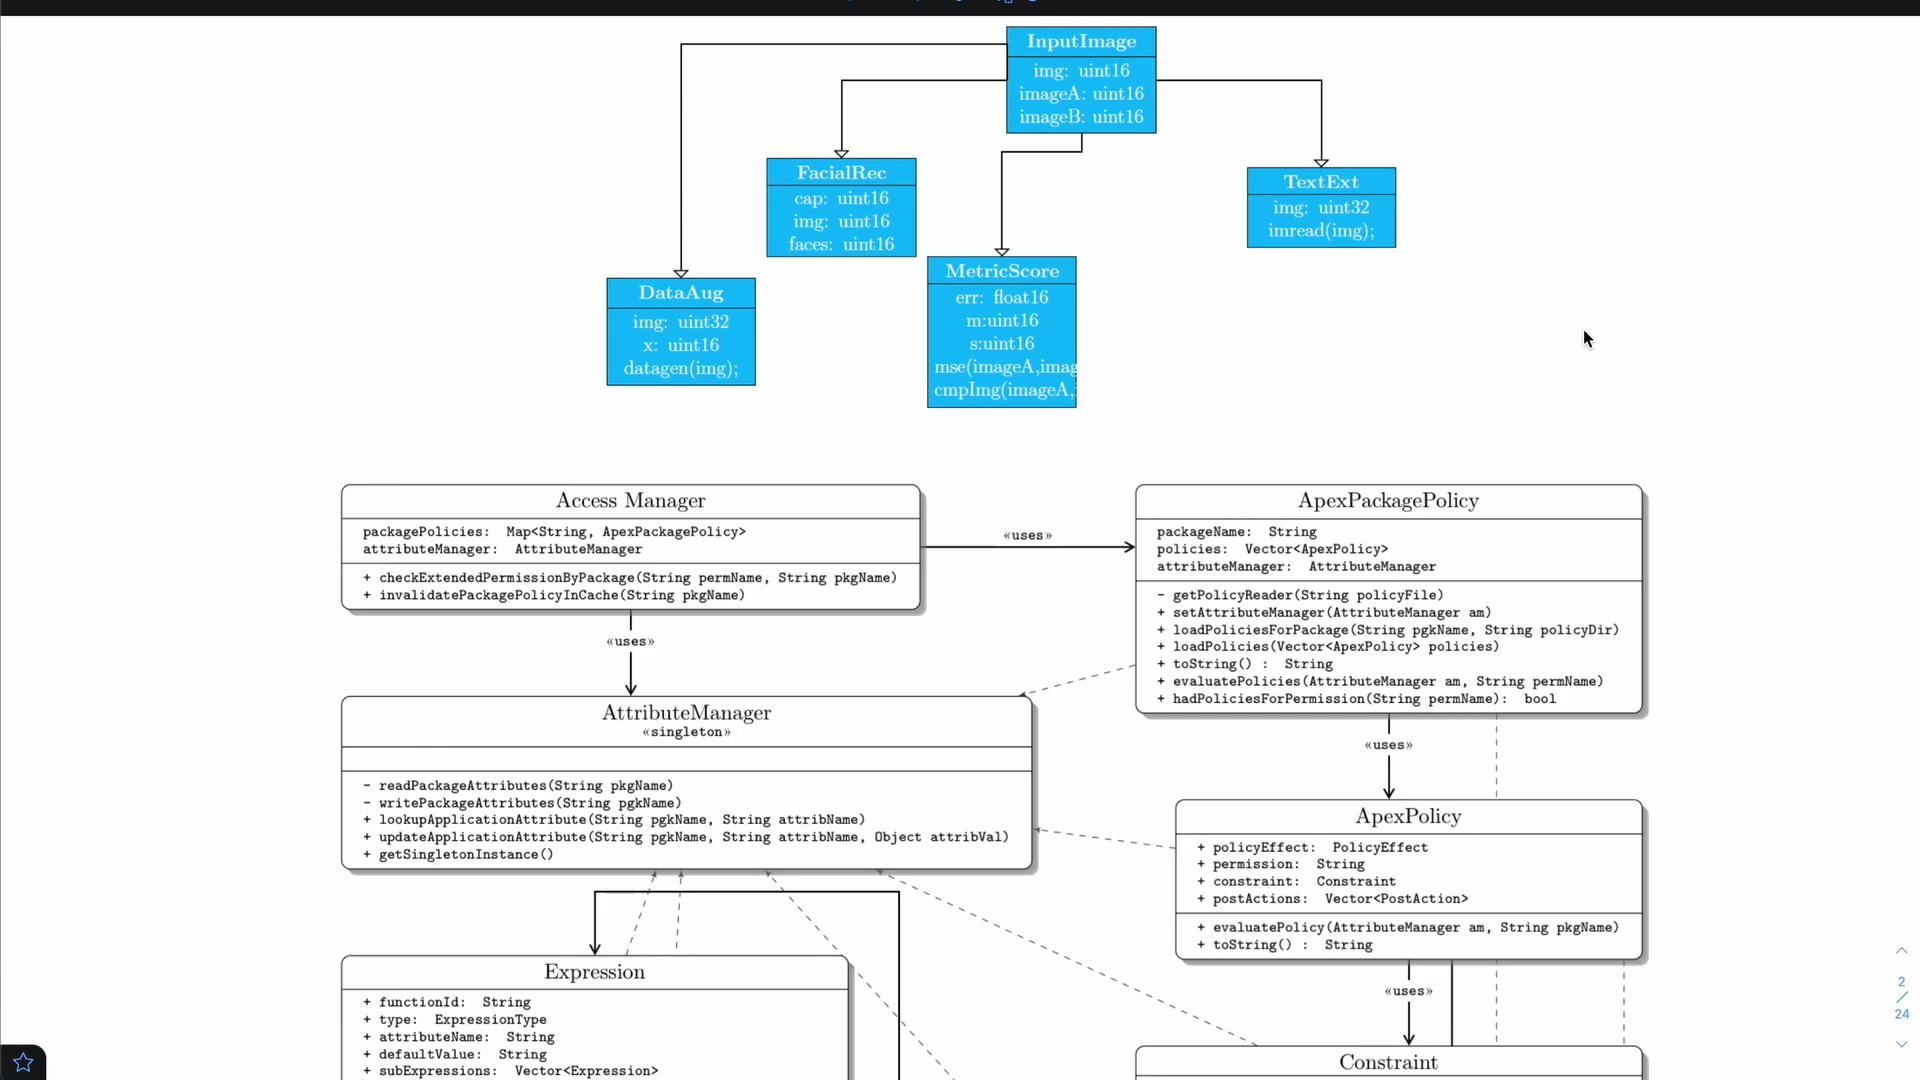 InputImage
img: uint16
imageA: uint16
imageB: uint16
FacialRec
cap: uint16
img: uint16
faces: uint16
TextExt
img: uint32
imread(img);
MetricScore
err: float16
m:uint16
s:uint16
mse(imageA,imag
cmpImg(imageA,
DataAug
img: uint32
x: uint16
datagen(img);
Access Manager
packagePolicies: Map<String, ApexPackagePolicy>
attributeManager: AttributeManager
+ checkExtendedPermissionByPackage(String permName, String pkgName)
+ invalidatePackagePolicyInCache(String pkgName)
«uses»
ApexPackagePolicy
packageName: String
policies: Vector<ApexPolicy>
attributeManager: AttributeManager
- getPolicyReader(String policyFile)
+ setAttributeManager(AttributeManager am)
+ loadPoliciesForPackage(String pgkName, String policyDir)
+ loadPolicies(Vector<ApexPolicy> policies)
+ toString() : String
+ evaluatePolicies(AttributeManager am, String permName)
+ hadPoliciesForPermission(String permName): bool
«uses»
AttributeManager
«singleton»
- readPackageAttributes(String pkgName)
- writePackageAttributes(String pgkName)
+ lookupApplicationAttribute(String pgkName, String attribName)
+ updateApplicationAttribute(String pgkName, String attribName, Object attribVal)
+ getSingletonInstance()
«uses»
ApexPolicy
+ policyEffect: PolicyEffect
+ permission: String
+ constraint: Constraint
+ postActions: Vector<PostAction>
+ evaluatePolicy(AttributeManager am, String pkgName)
+ toString() : String
Expression
+ functionId: String
+ type: ExpressionType
+ attributeName: String
+ defaultValue: String
+ subExpressions: Vector<Expression>
«uses»
Constraint
2
/
24